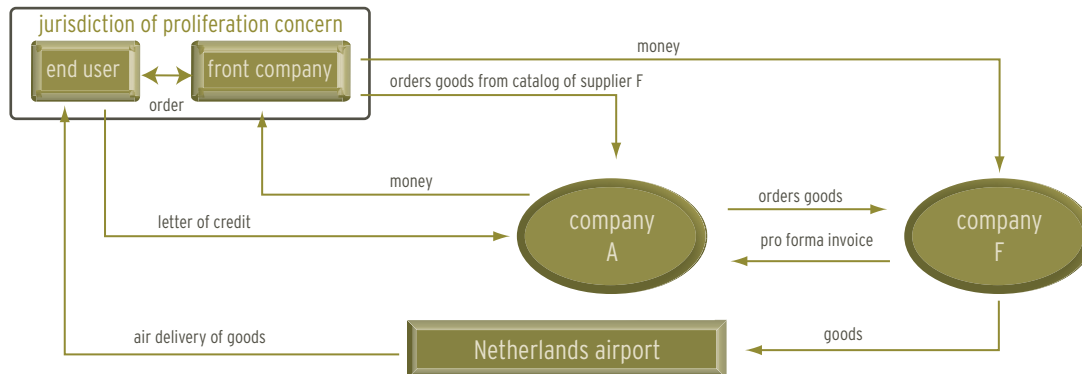 jurisdiction of proliferation concern
end user
front company
order
money
orders goods from catalog of supplier F
money
letter of credit
company
A
orders goods
pro forma invoice
company
F
air delivery of goods
Netherlands airport
goods